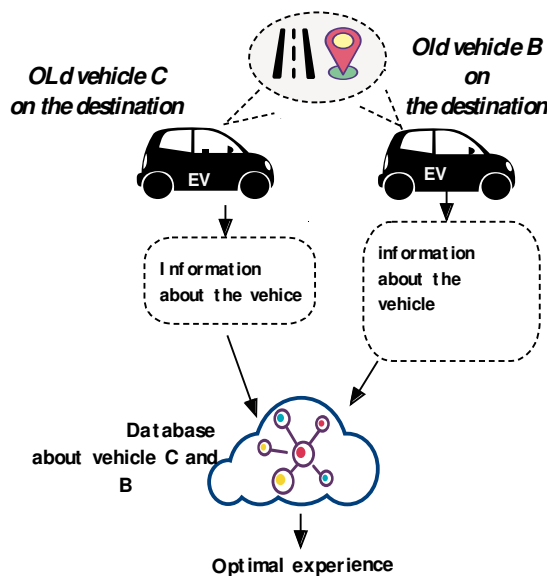 OLd vehicle C
on the destination
Old vehicle B
on
the destination
EV
EV
Information
about the vehice
information
about the
vehicle
Database
about vehicle C and
B
Optimal experience